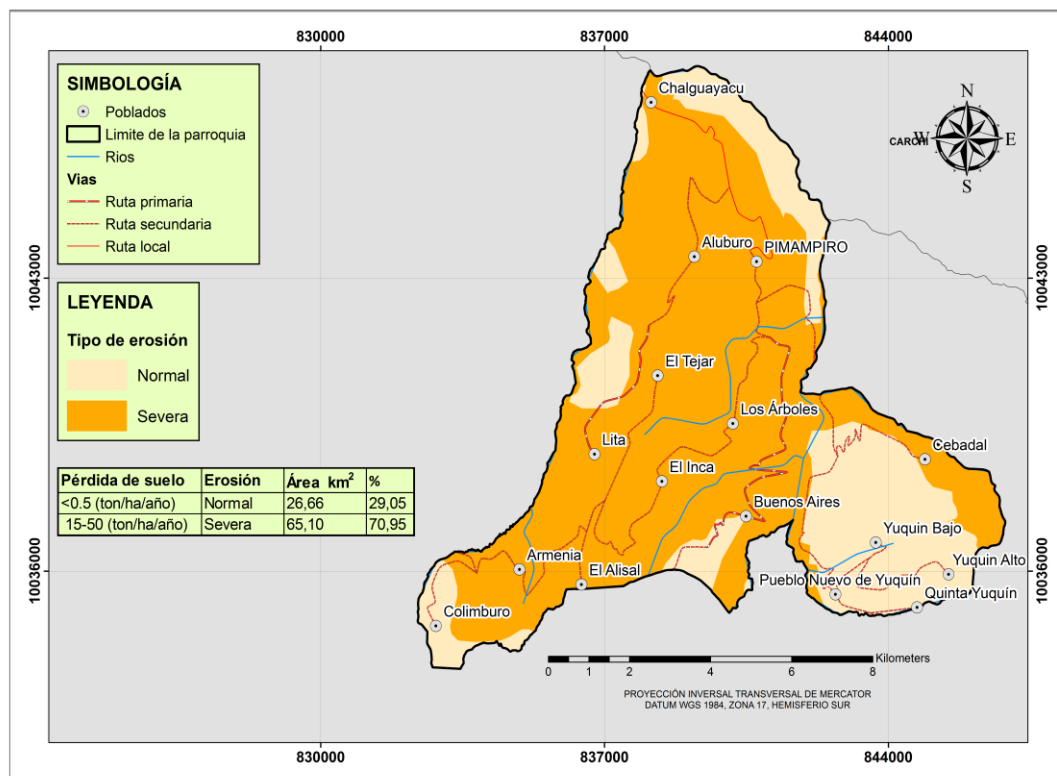 830000 837000 844000
SIMBOLOGÍA
Poblados
Limite de la parroquia
Rios
Vias
Ruta primaria
Ruta secundaria
Ruta local
LEYENDA
Tipo de erosión
Normal
Severa
Pérdida de suelo Erosión Área km² %
<0.5 (ton/ha/año) Normal 26,66 29,05
15-50 (ton/ha/año) Severa 65,10 70,95
N
W E
S
CARCHI
Chalguayacu
Aluburo
PIMAMPIRO
10043000
10043000
El Tejar
Los Árboles
Lita
Cebadal
El Inca
Buenos Aires
Yuquin Bajo
Armenia
Yuquin Alto
El Alisal
Pueblo Nuevo de Yuquín
Quinta Yuquín
Colimburo
10036000
10036000
Kilometers
0 1 2 4 6 8
PROYECCIÓN INVERSAL TRANSVERSAL DE MERCATOR
DATUM WGS 1984, ZONA 17, HEMISFERIO SUR
830000 837000 844000